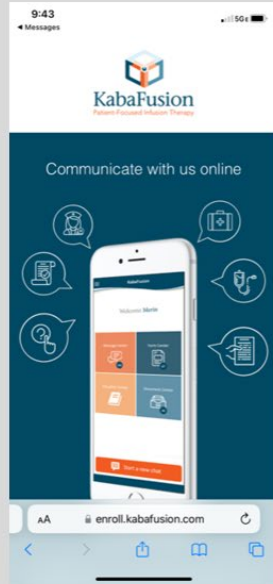 9:43
5GE
◀ Messages
KabaFusion
Patient-Focused Infusion Therapy.
Communicate with us online
KabaFusion
Welcome
Start a new chat
AA
enroll.kabafusion.com